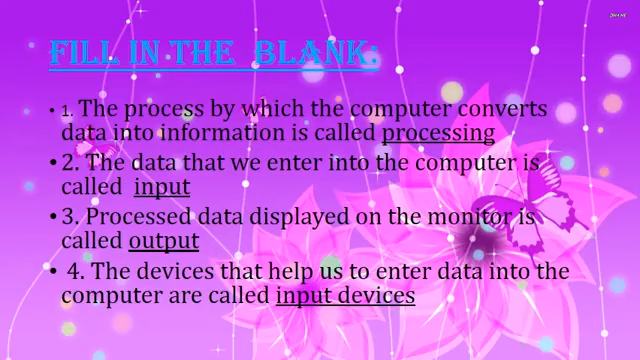 FILL IN THE BLANK:
• 1. The process by which the computer converts
data into information is called processing
• 2. The data that we enter into the computer is
called input
• 3. Processed data displayed on the monitor is
called output
• 4. The devices that help us to enter data into the
computer are called input devices